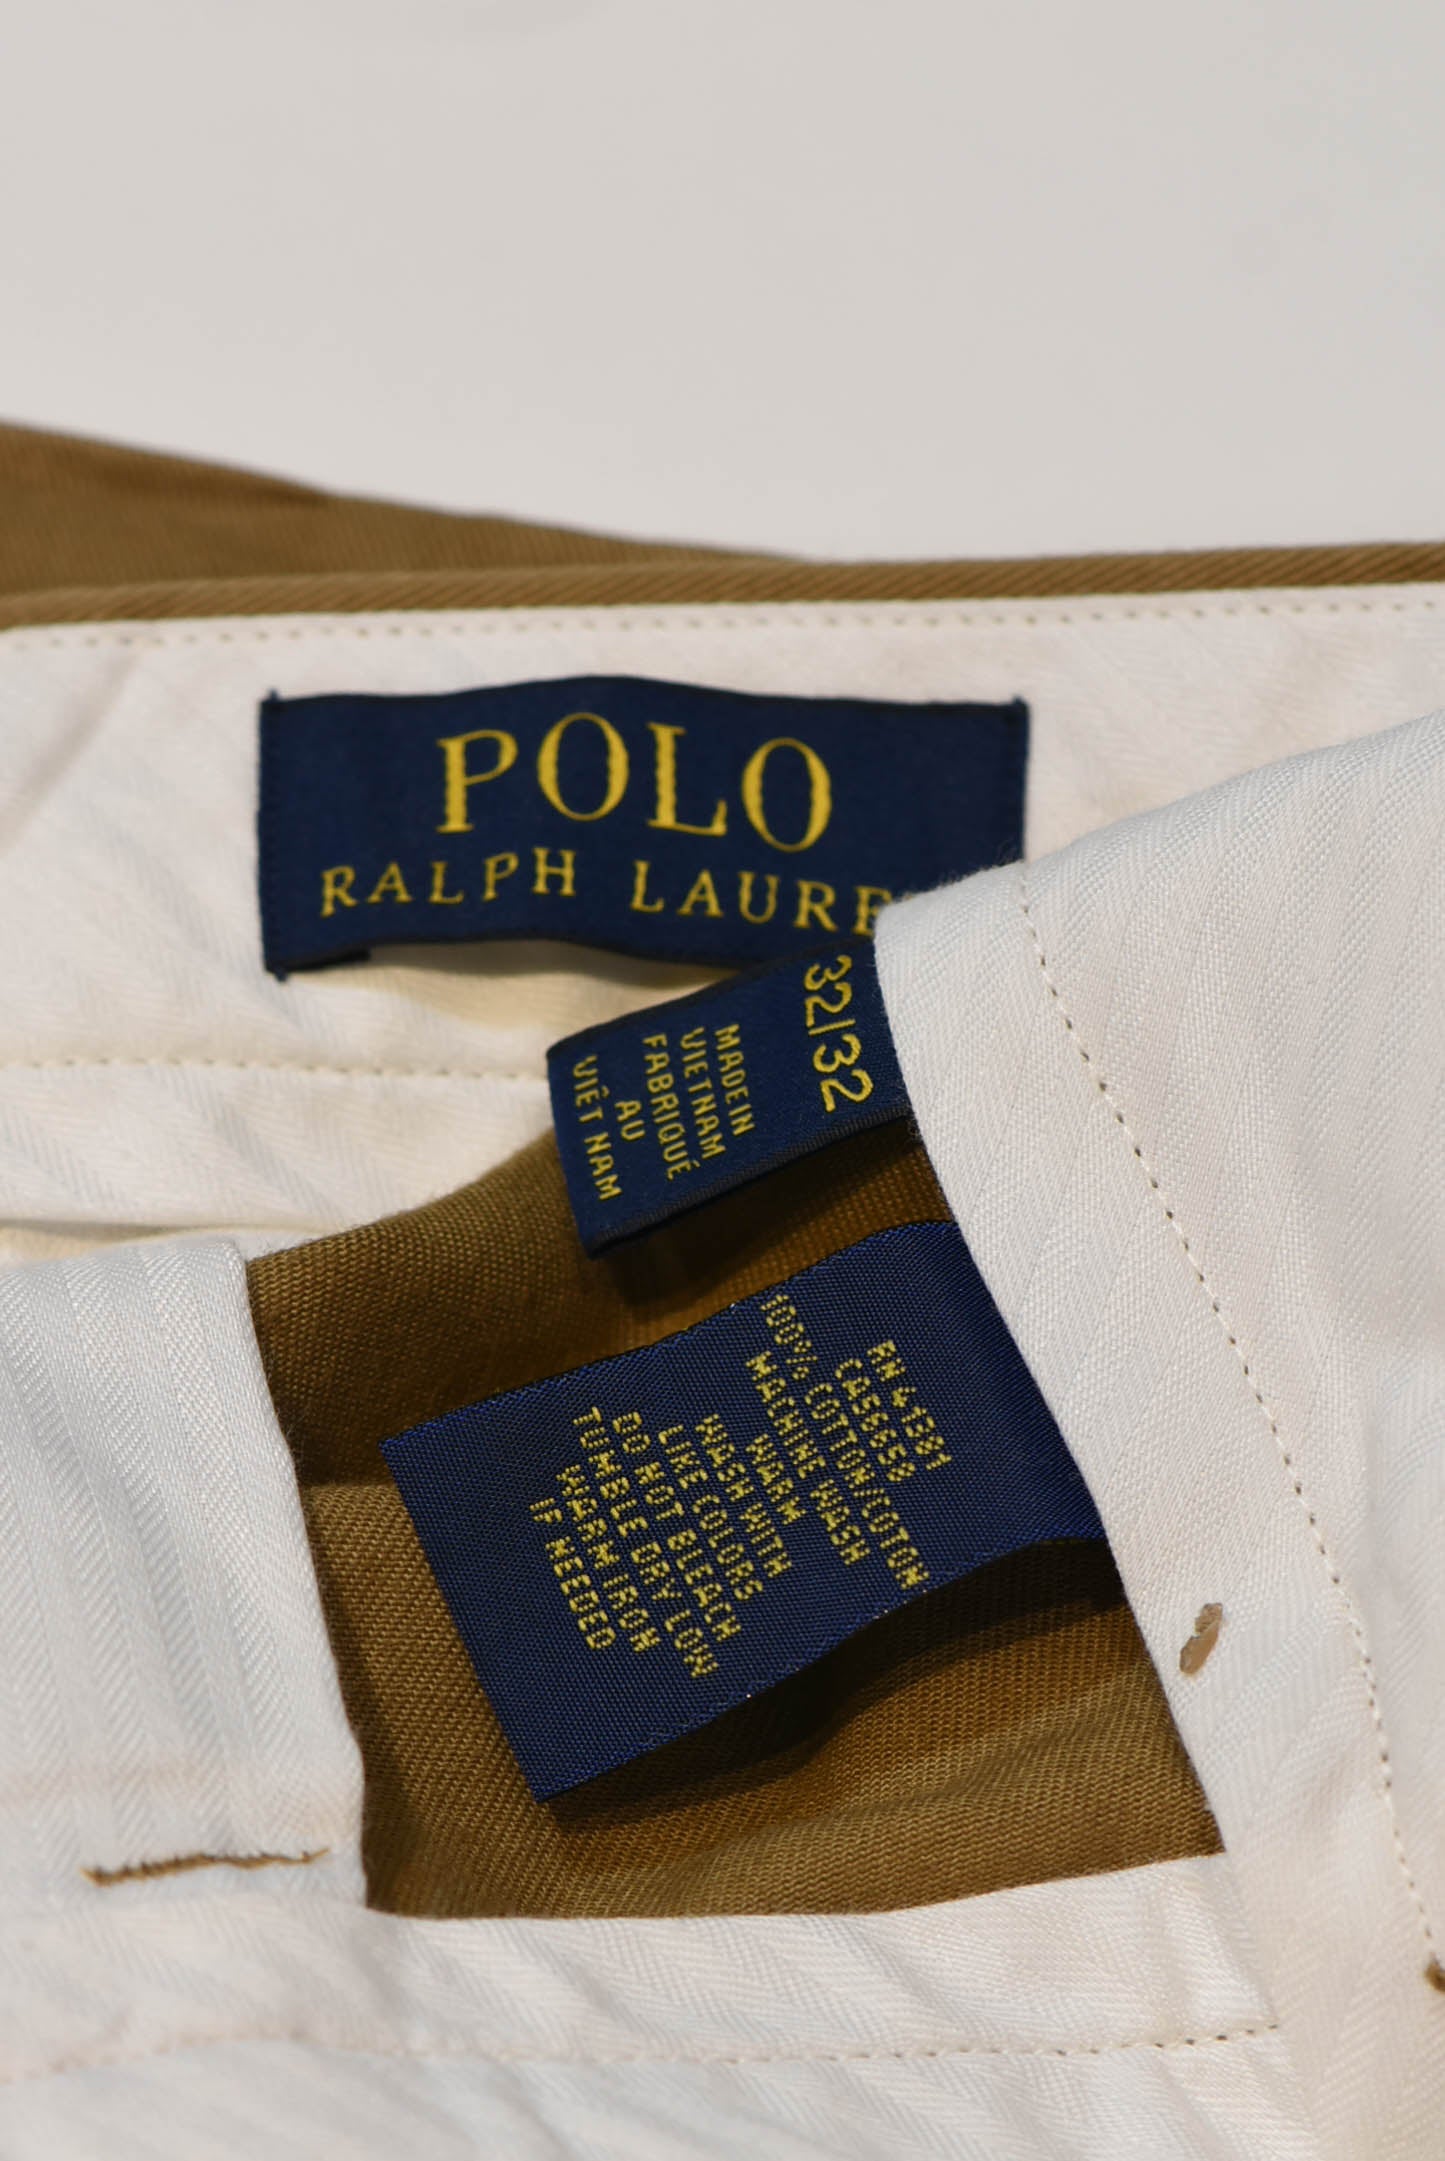 POLO
RALPH LAURE
32/32
MADE IN
VIETNAM
FABRIQUÉ
AU
VIÊT NAM
RN 41381
CA56650
100% COTTON/COTON
MACHINE WASH
WARM
WASH WITH
LIKE COLORS
DO NOT BLEACH
TUMBLE DRY LOW
WARM IRON
IF NEEDED